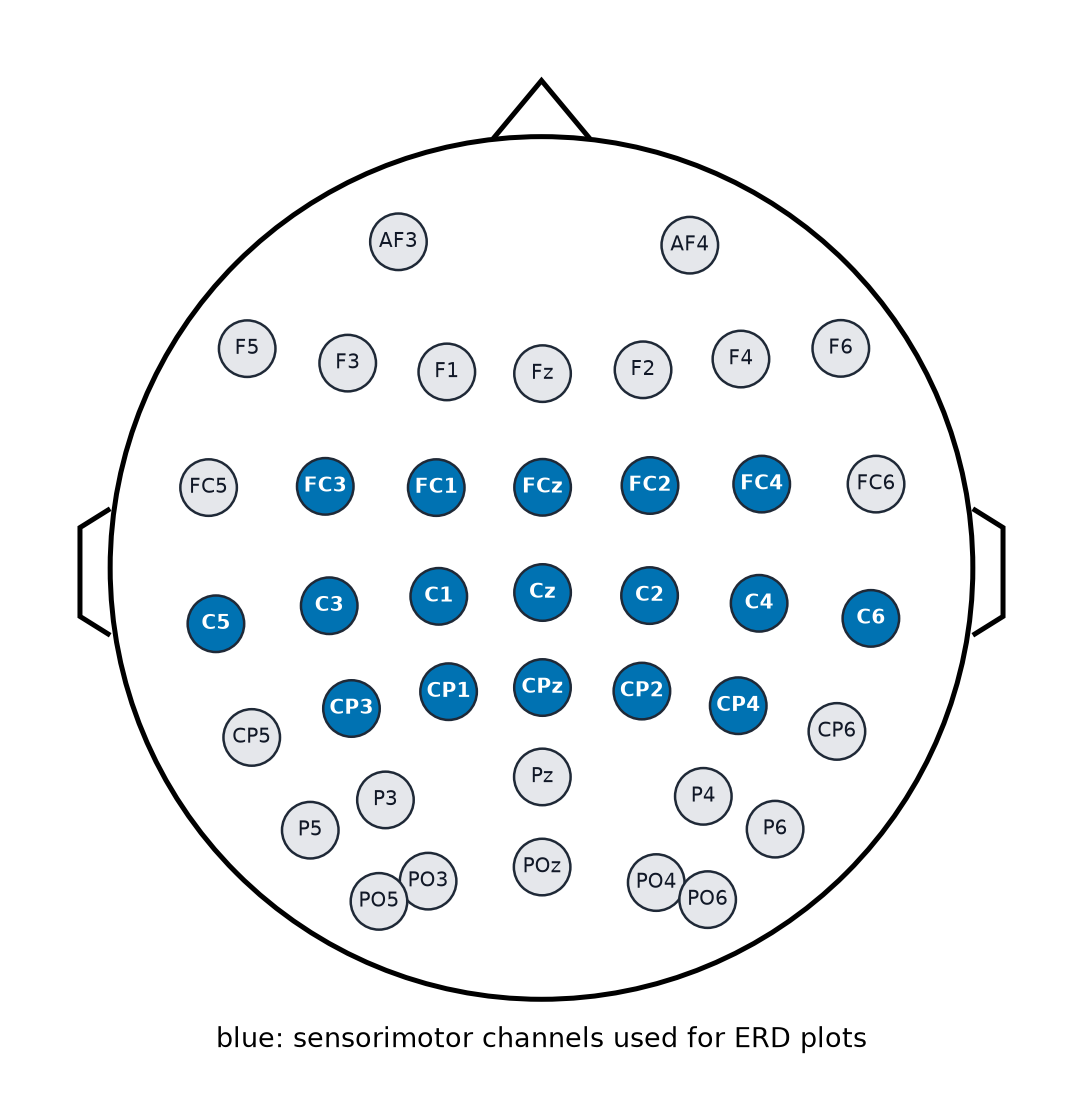 AF3 AF4
F5 F3 F1 Fz F2 F4 F6
FC5 FC3 FC1 FCz FC2 FC4 FC6
C5 C3 C1 Cz C2 C4 C6
CP5 CP3 CP1 CPz CP2 CP4 CP6
P5 P3 Pz P4 P6
PO5 PO3 POz PO4 PO6
blue: sensorimotor channels used for ERD plots